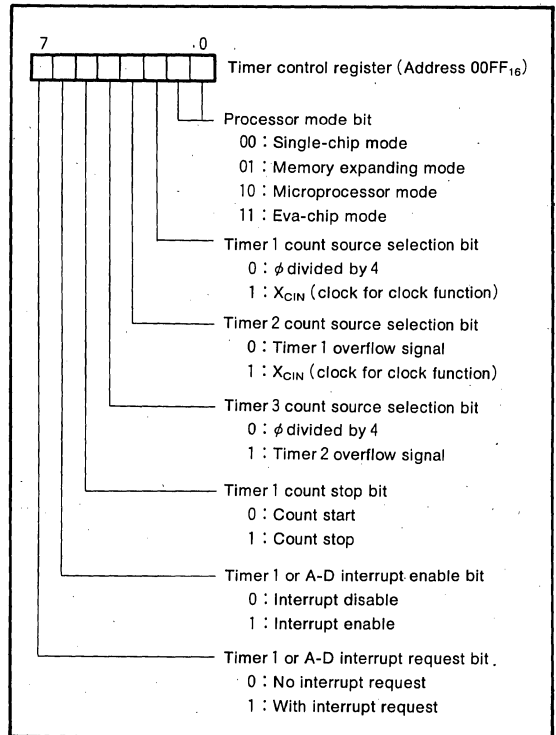 7 0
Timer control register (Address 00FF₁₆)
Processor mode bit
00 : Single-chip mode
01 : Memory expanding mode
10 : Microprocessor mode
11 : Eva-chip mode
Timer 1 count source selection bit
0 : ϕ divided by 4
1 : X_CIN (clock for clock function)
Timer 2 count source selection bit
0 : Timer 1 overflow signal
1 : X_CIN (clock for clock function)
Timer 3 count source selection bit
0 : ϕ divided by 4
1 : Timer 2 overflow signal
Timer 1 count stop bit
0 : Count start
1 : Count stop
Timer 1 or A-D interrupt enable bit
0 : Interrupt disable
1 : Interrupt enable
Timer 1 or A-D interrupt request bit
0 : No interrupt request
1 : With interrupt request